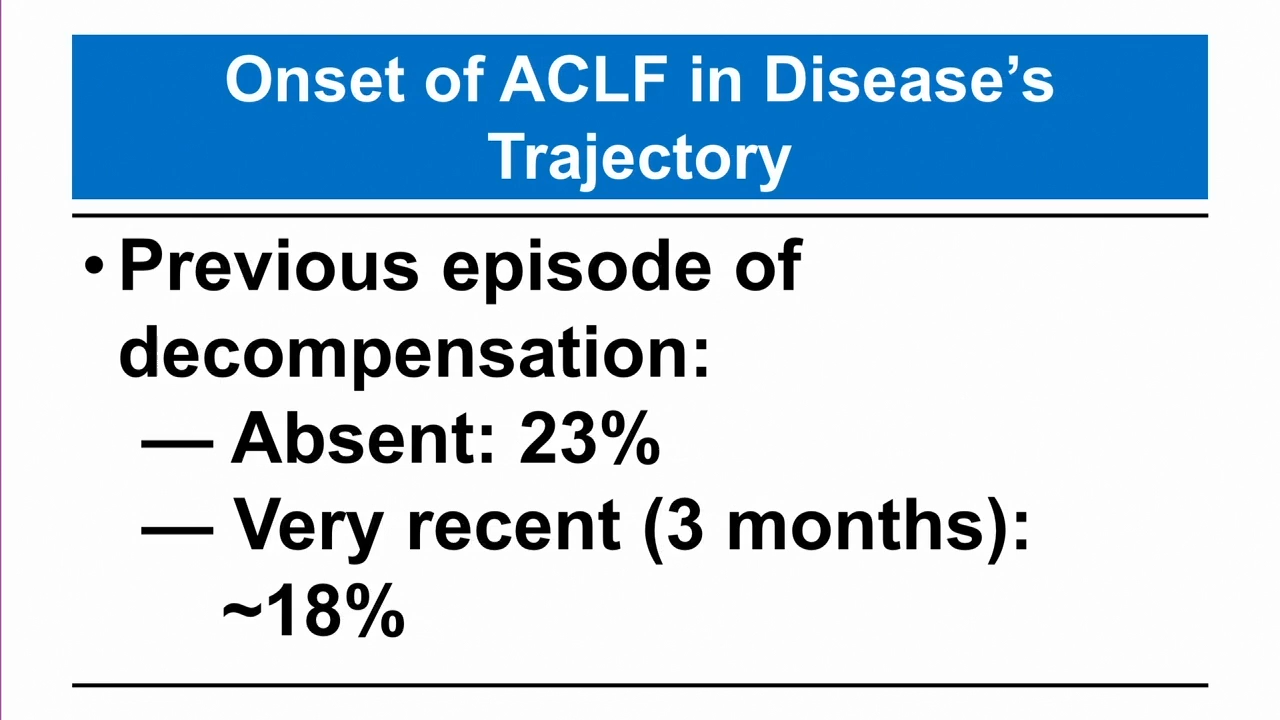 Onset of ACLF in Disease’s
Trajectory
• Previous episode of
decompensation:
— Absent: 23%
— Very recent (3 months):
~18%